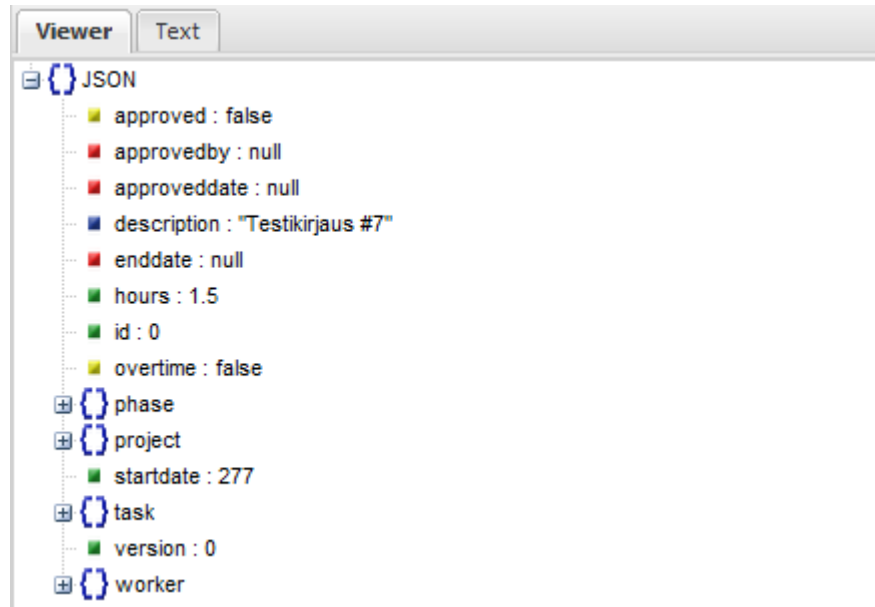 Viewer Text
{} JSON
approved : false
approvedby : null
approveddate : null
description : "Testikirjaus #7"
enddate : null
hours : 1.5
id : 0
overtime : false
{} phase
{} project
startdate : 277
{} task
version : 0
{} worker